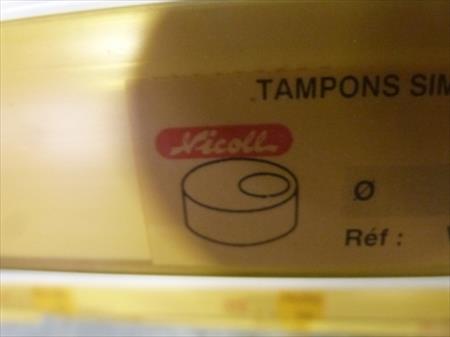 TAMPONS SIM
Nicoll
Ø
Réf :